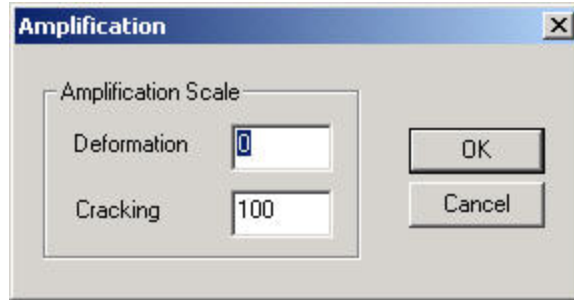 Amplification
Amplification Scale
Deformation 0
OK
Cracking 100
Cancel